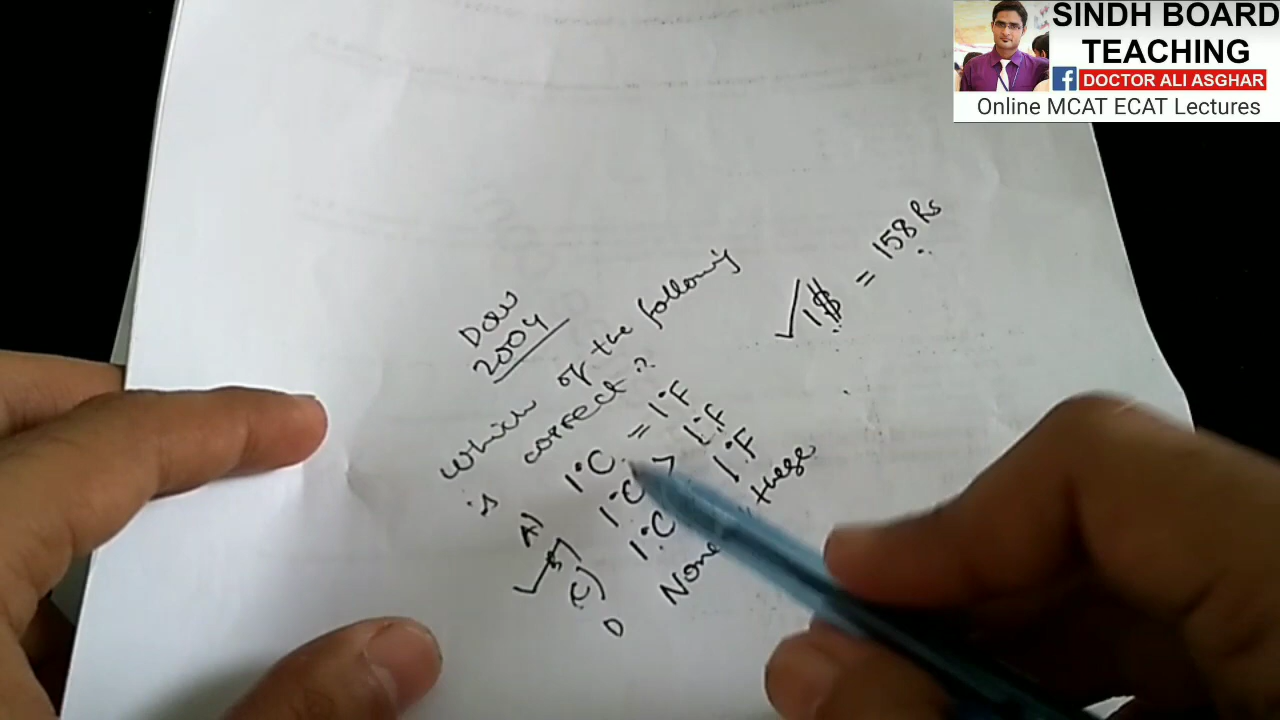 SINDH BOARD
TEACHING
DOCTOR ALI ASGHAR
Online MCAT ECAT Lectures
1$ = 158 Rs
DOW
2004
Which of the following
is correct?
A) 1°C = 1°F
B) 1°C > 1°F
C) 1°C 1°F
D None these